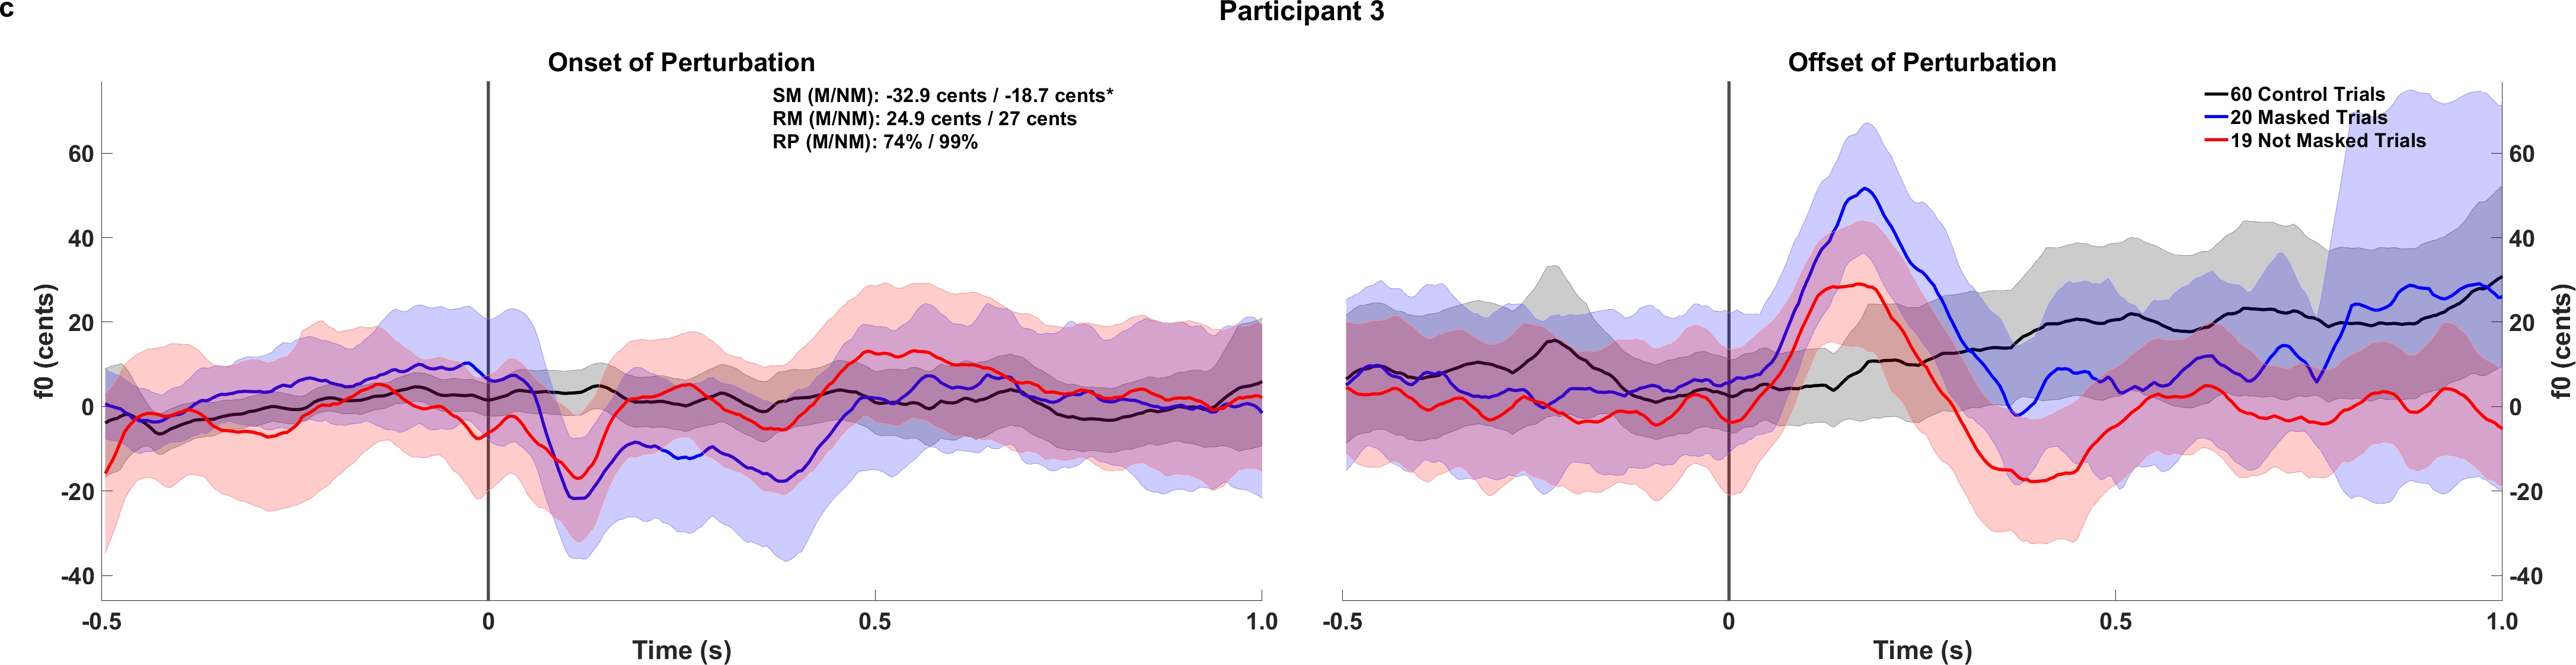 c
Participant 3
Onset of Perturbation
SM (M/NM): -32.9 cents / -18.7 cents*
RM (M/NM): 24.9 cents / 27 cents
RP (M/NM): 74% / 99%
f0 (cents)
60
40
20
0
-20
-40
-0.5 0 0.5 1.0
Time (s)
Offset of Perturbation
60 Control Trials
20 Masked Trials
19 Not Masked Trials
60
40
20
0
-20
-40
f0 (cents)
-0.5 0 0.5 1.0
Time (s)